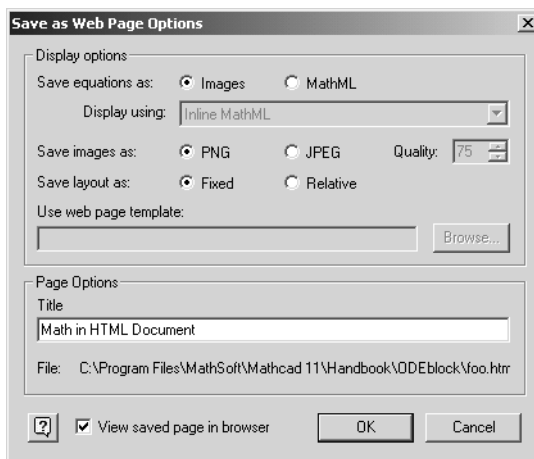 Save as Web Page Options
Display options
Save equations as: Images MathML
Display using: Inline MathML
Save images as: PNG JPEG Quality: 75
Save layout as: Fixed Relative
Use web page template:
Browse...
Page Options
Title
Math in HTML Document
File: C:\Program Files\MathSoft\Mathcad 11\Handbook\ODEblock\foo.htm
View saved page in browser OK Cancel